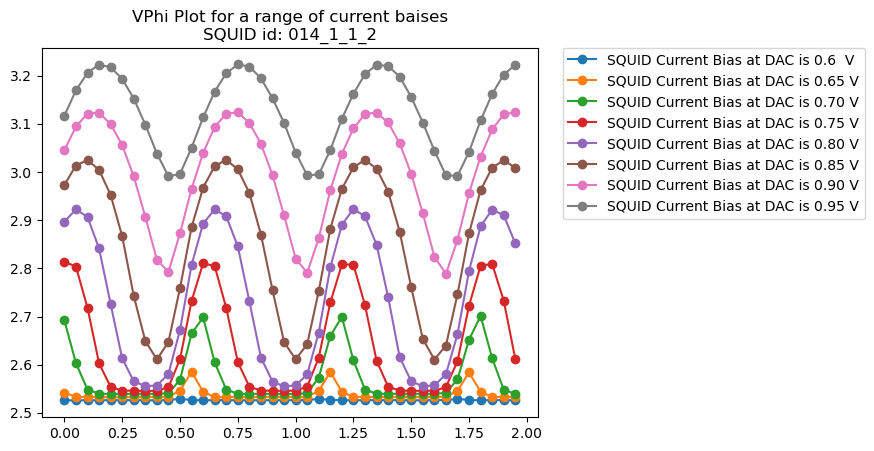 VPhi Plot for a range of current baises
SQUID id: 014_1_1_2
3.2
3.1
3.0
2.9
2.8
2.7
2.6
2.5
0.00 0.25 0.50 0.75 1.00 1.25 1.50 1.75 2.00
SQUID Current Bias at DAC is 0.6 V
SQUID Current Bias at DAC is 0.65 V
SQUID Current Bias at DAC is 0.70 V
SQUID Current Bias at DAC is 0.75 V
SQUID Current Bias at DAC is 0.80 V
SQUID Current Bias at DAC is 0.85 V
SQUID Current Bias at DAC is 0.90 V
SQUID Current Bias at DAC is 0.95 V